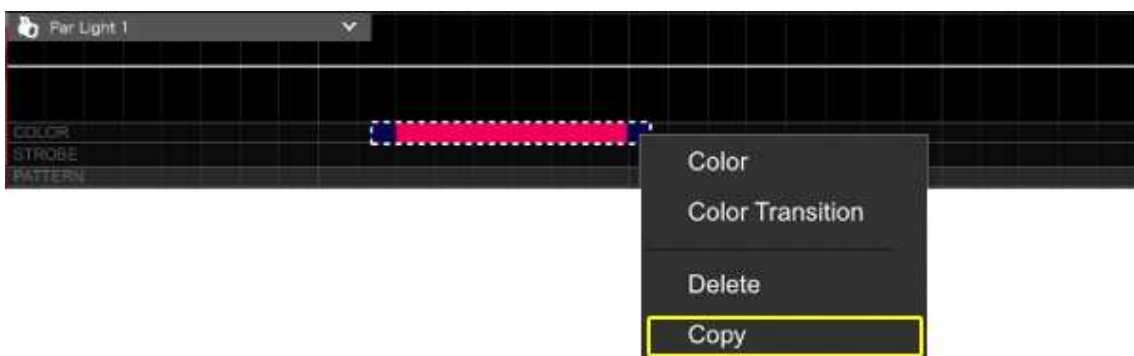 Par Light 1
COLOR
STROBE
PATTERN
Color
Color Transition
Delete
Copy